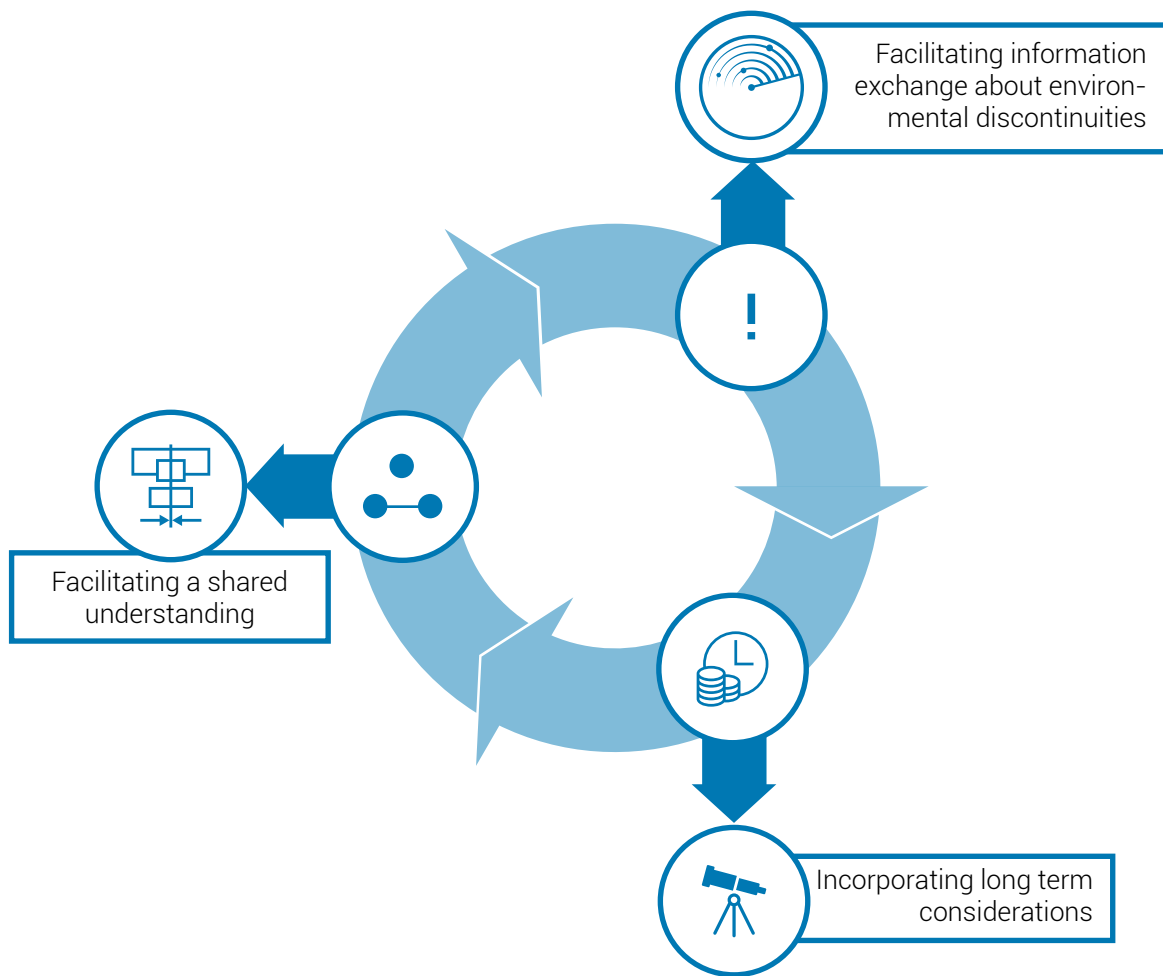 Facilitating information
exchange about environ-
mental discontinuities
!
Facilitating a shared
understanding
Incorporating long term
considerations